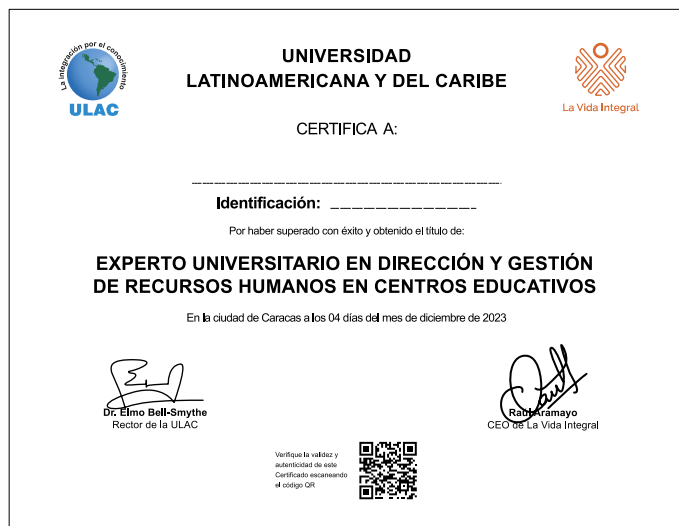 La integración por el conocimiento
ULAC
UNIVERSIDAD
LATINOAMERICANA Y DEL CARIBE
La Vida Integral
CERTIFICA A:
Identificación:
Por haber superado con éxito y obtenido el título de:
EXPERTO UNIVERSITARIO EN DIRECCIÓN Y GESTIÓN
DE RECURSOS HUMANOS EN CENTROS EDUCATIVOS
En la ciudad de Caracas a los 04 días del mes de diciembre de 2023
Dr. Elmo Bell-Smythe
Rector de la ULAC
Raúl Aramayo
CEO de La Vida Integral
Verifique la validez y
autenticidad de este
Certificado escaneando
el código QR